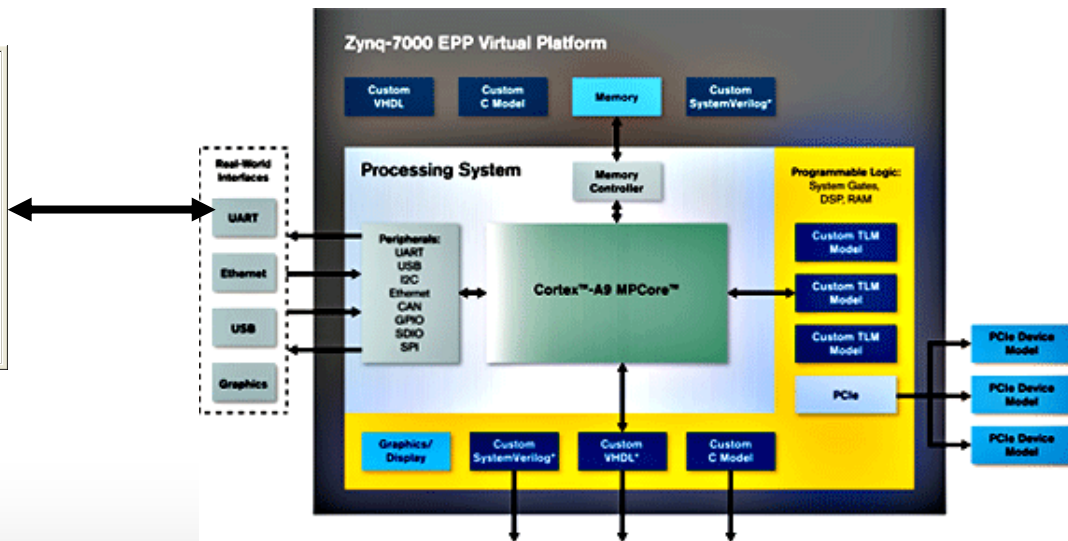 Zynq-7000 EPP Virtual Platform
Custom
VHDL
Custom
C Model
Memory
Custom
SystemVerilog*
Real-World
Interfaces
UART
Ethernet
USB
Graphics
Processing System
Memory
Controller
Peripherals:
UART
USB
I2C
Ethernet
CAN
GPIO
SDIO
SPI
Cortex™-A9 MPCore™
Programmable Logic:
System Gates,
DSP, RAM
Custom TLM
Model
Custom TLM
Model
Custom TLM
Model
PCIe
PCIe Device
Model
PCIe Device
Model
PCIe Device
Model
Graphics/
Display
Custom
SystemVerilog*
Custom
VHDL*
Custom
C Model